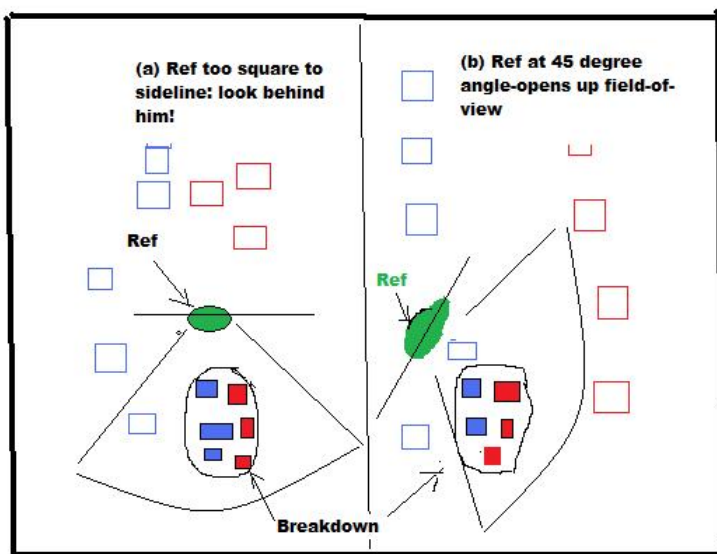 (a) Ref too square to
sideline: look behind
him!
Ref
(b) Ref at 45 degree
angle-opens up field-of-
view
Ref
Breakdown